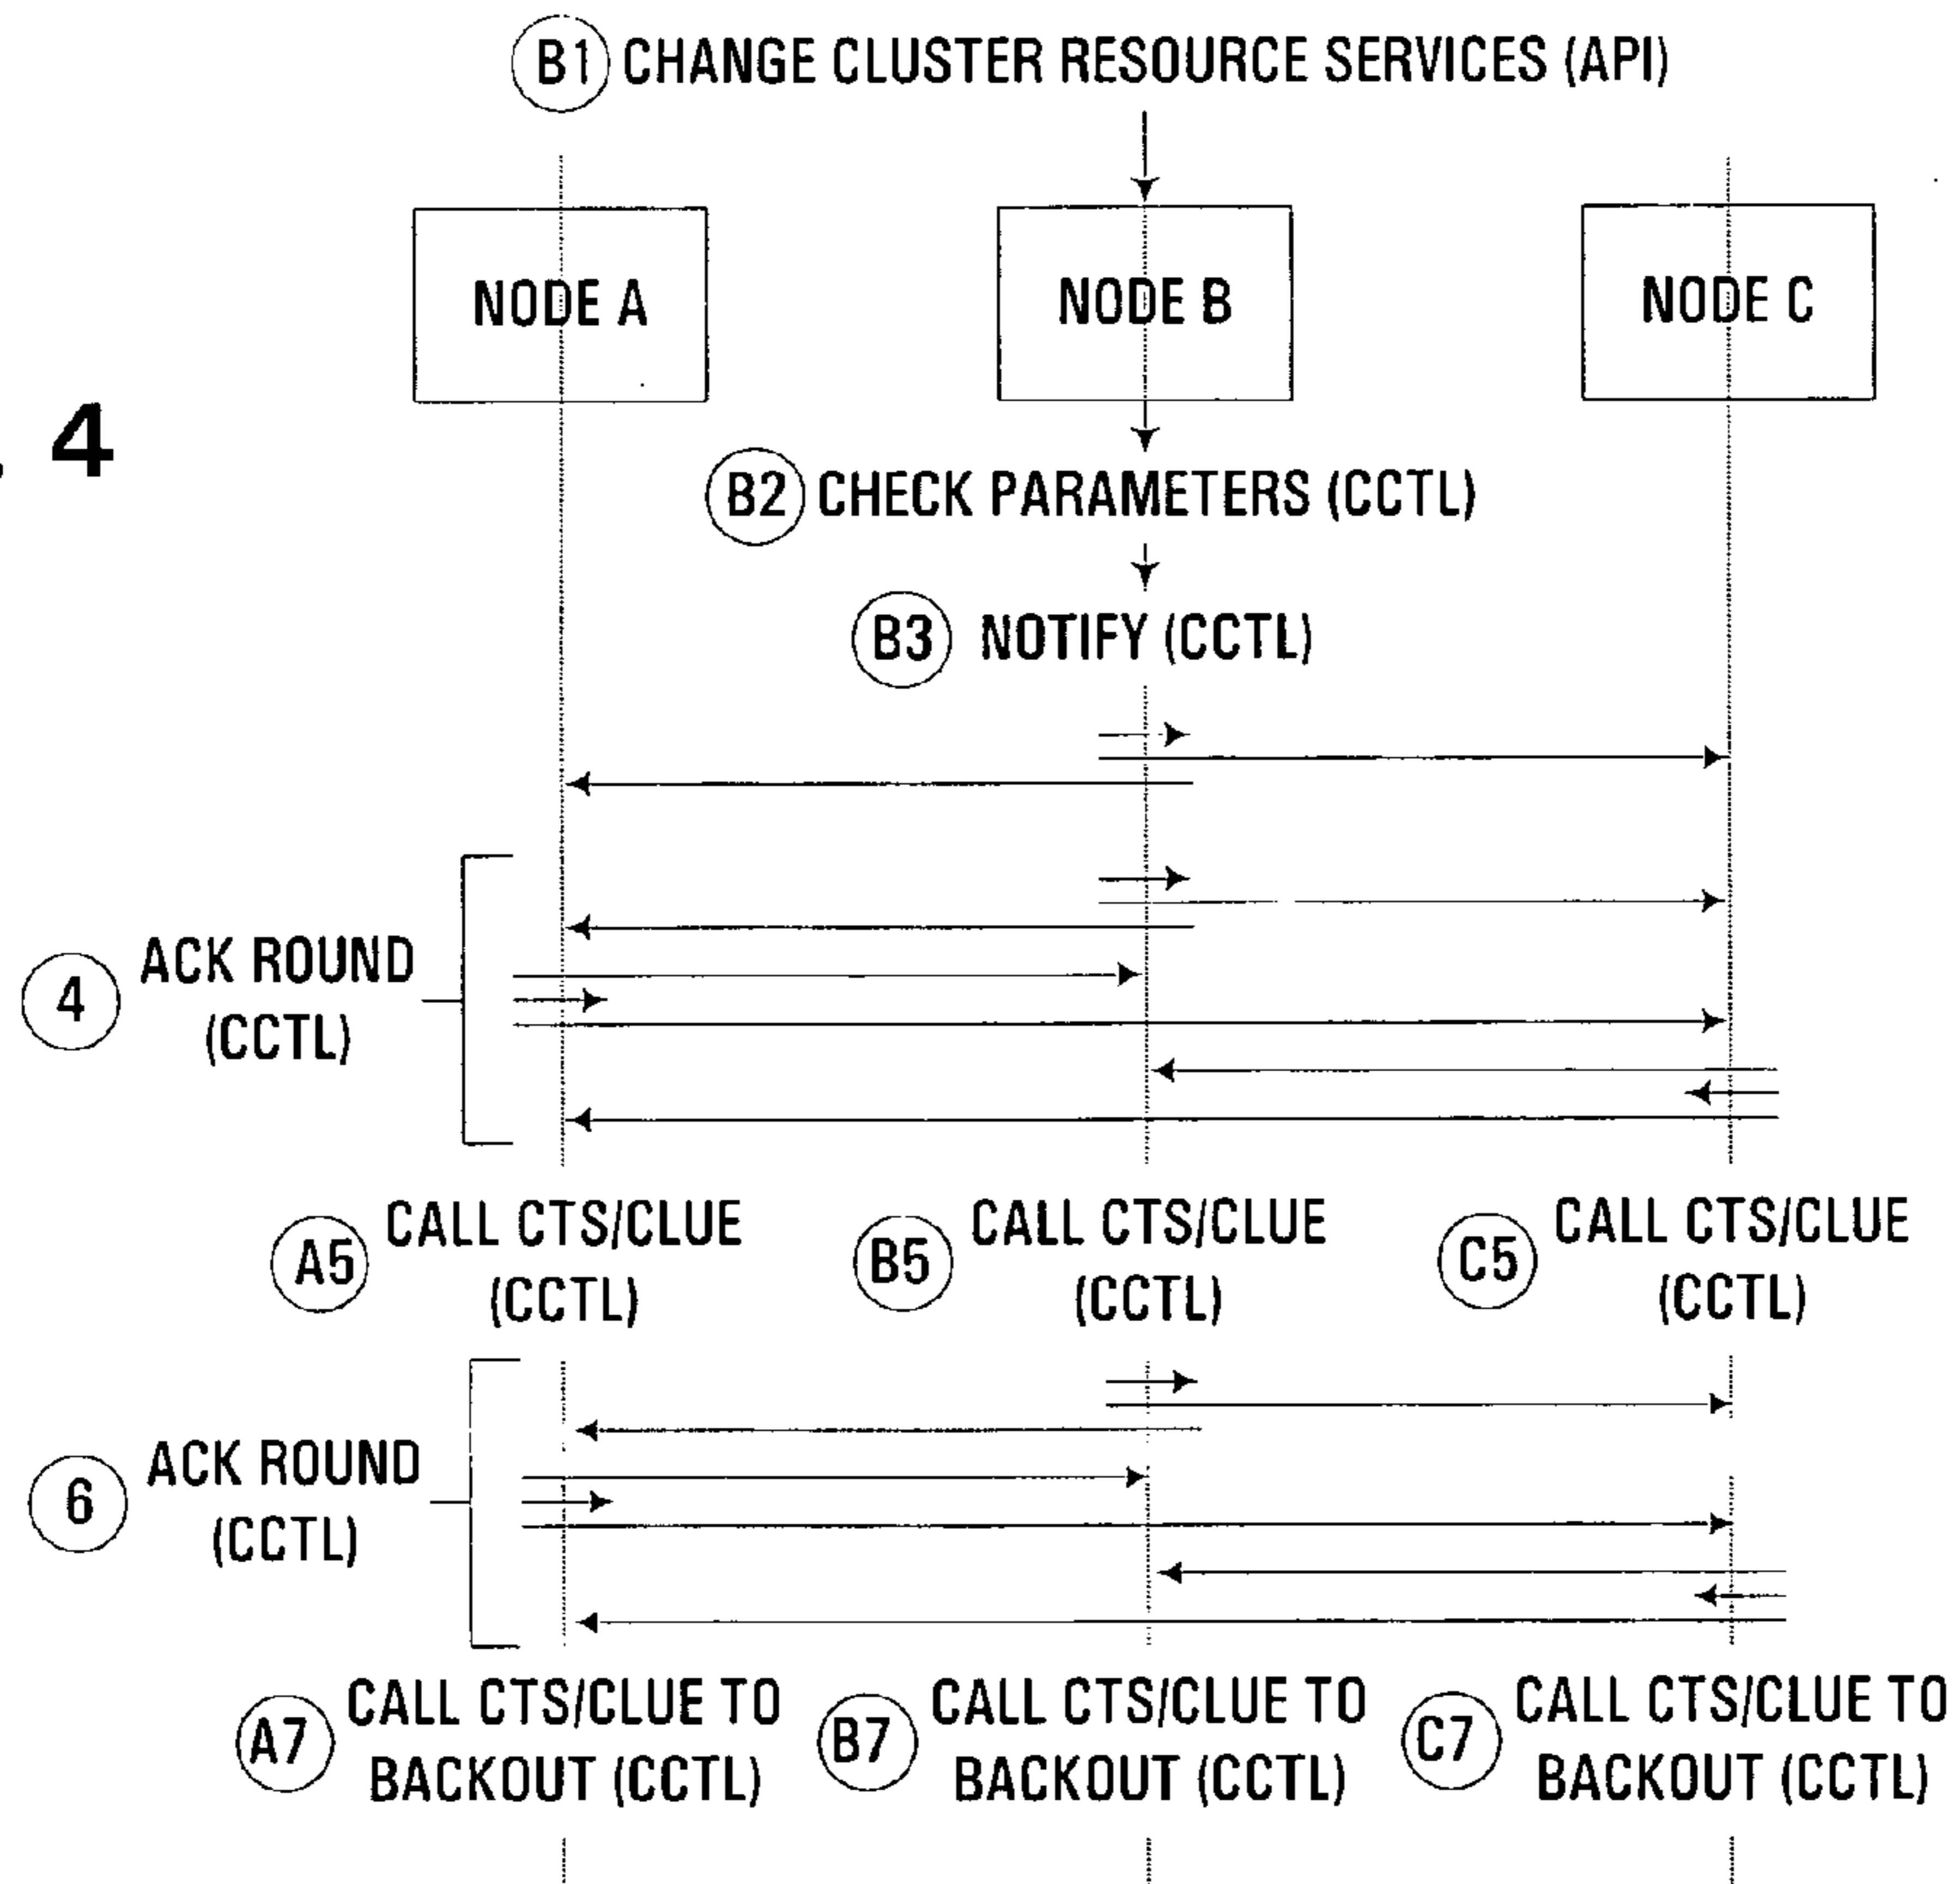 B1 CHANGE CLUSTER RESOURCE SERVICES (API)
NODE A
NODE B
NODE C
4
B2 CHECK PARAMETERS (CCTL)
B3 NOTIFY (CCTL)
4 ACK ROUND
(CCTL)
A5 CALL CTS/CLUE
(CCTL)
B5 CALL CTS/CLUE
(CCTL)
C5 CALL CTS/CLUE
(CCTL)
6 ACK ROUND
(CCTL)
A7 CALL CTS/CLUE TO
BACKOUT (CCTL)
B7 CALL CTS/CLUE TO
BACKOUT (CCTL)
C7 CALL CTS/CLUE TO
BACKOUT (CCTL)